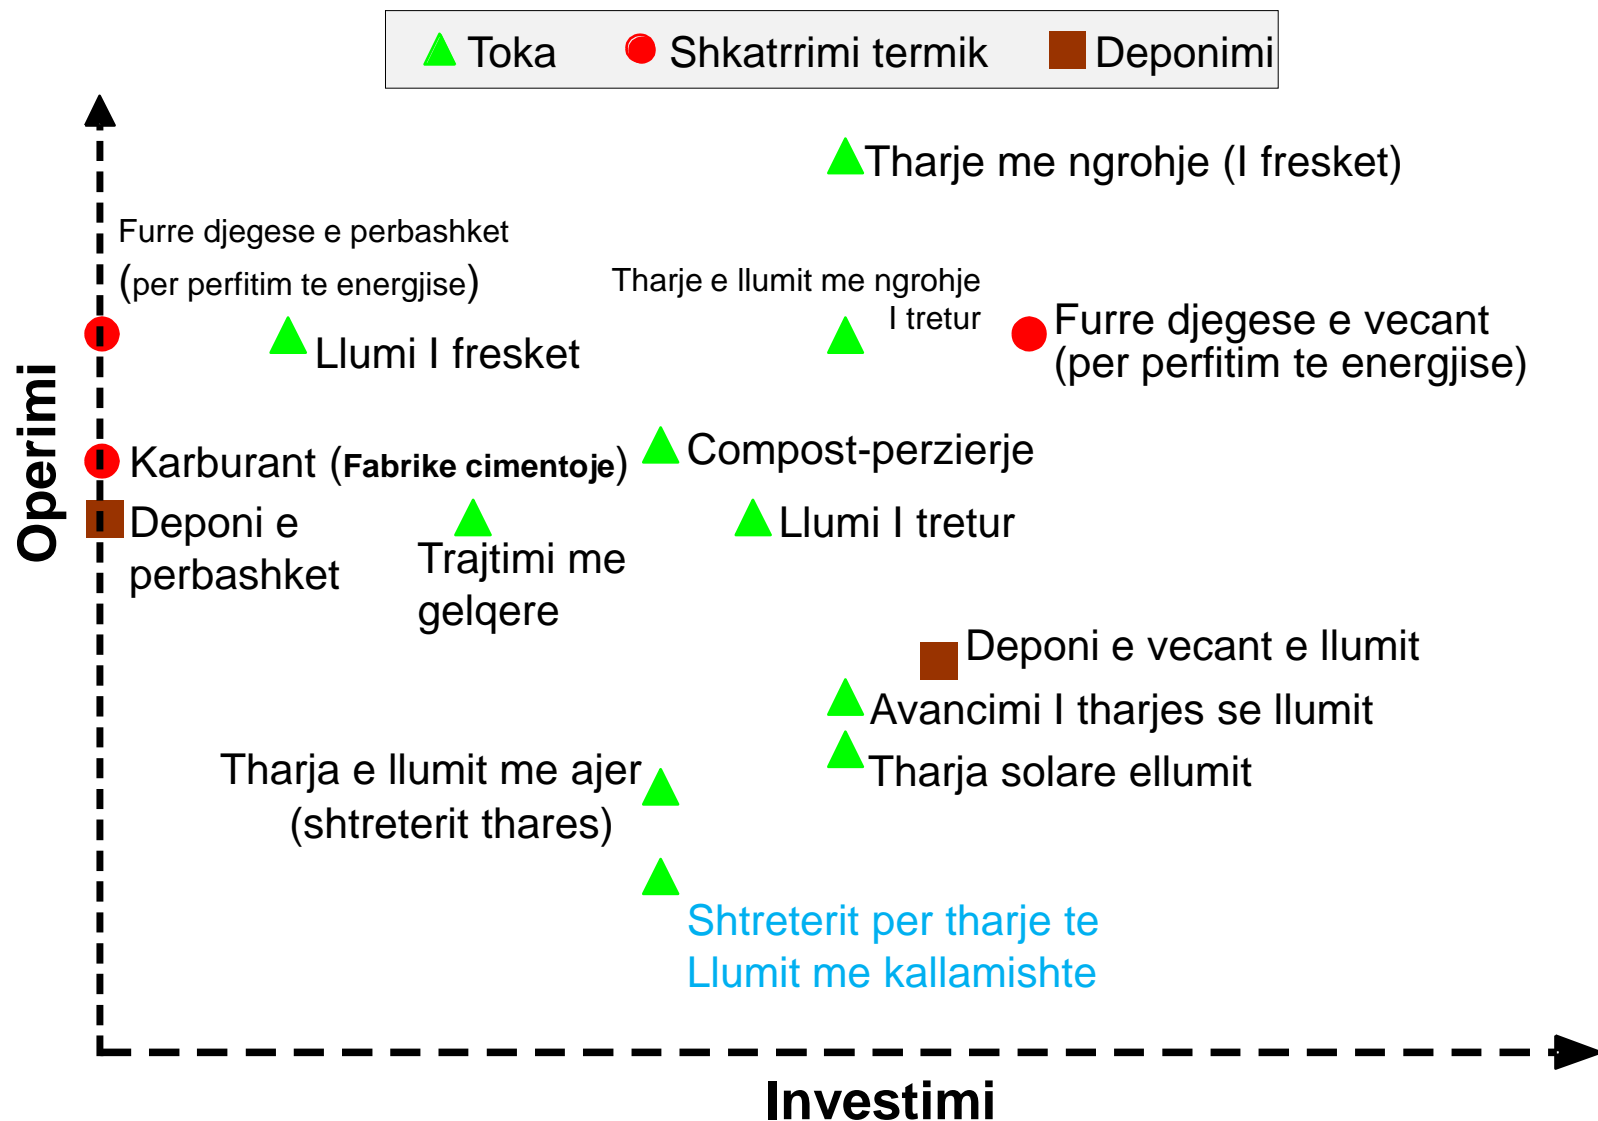 Toka
Shkatrrimi termik
Deponimi
Tharje me ngrohje (I fresket)
Furre djegese e perbashket
(per perfitim te energjise)
Tharje e llumit me ngrohje
I tretur
Furre djegese e vecant
(per perfitim te energjise)
Llumi I fresket
Operimi
Karburant (Fabrike cimentoje)
Compost-perzierje
Deponi e
perbashket
Trajtimi me
gelqere
Llumi I tretur
Deponi e vecant e llumit
Avancimi I tharjes se llumit
Tharja solare ellumit
Tharja e llumit me ajer
(shtreterit thares)
Shtreterit per tharje te
Llumit me kallamishte
Investimi